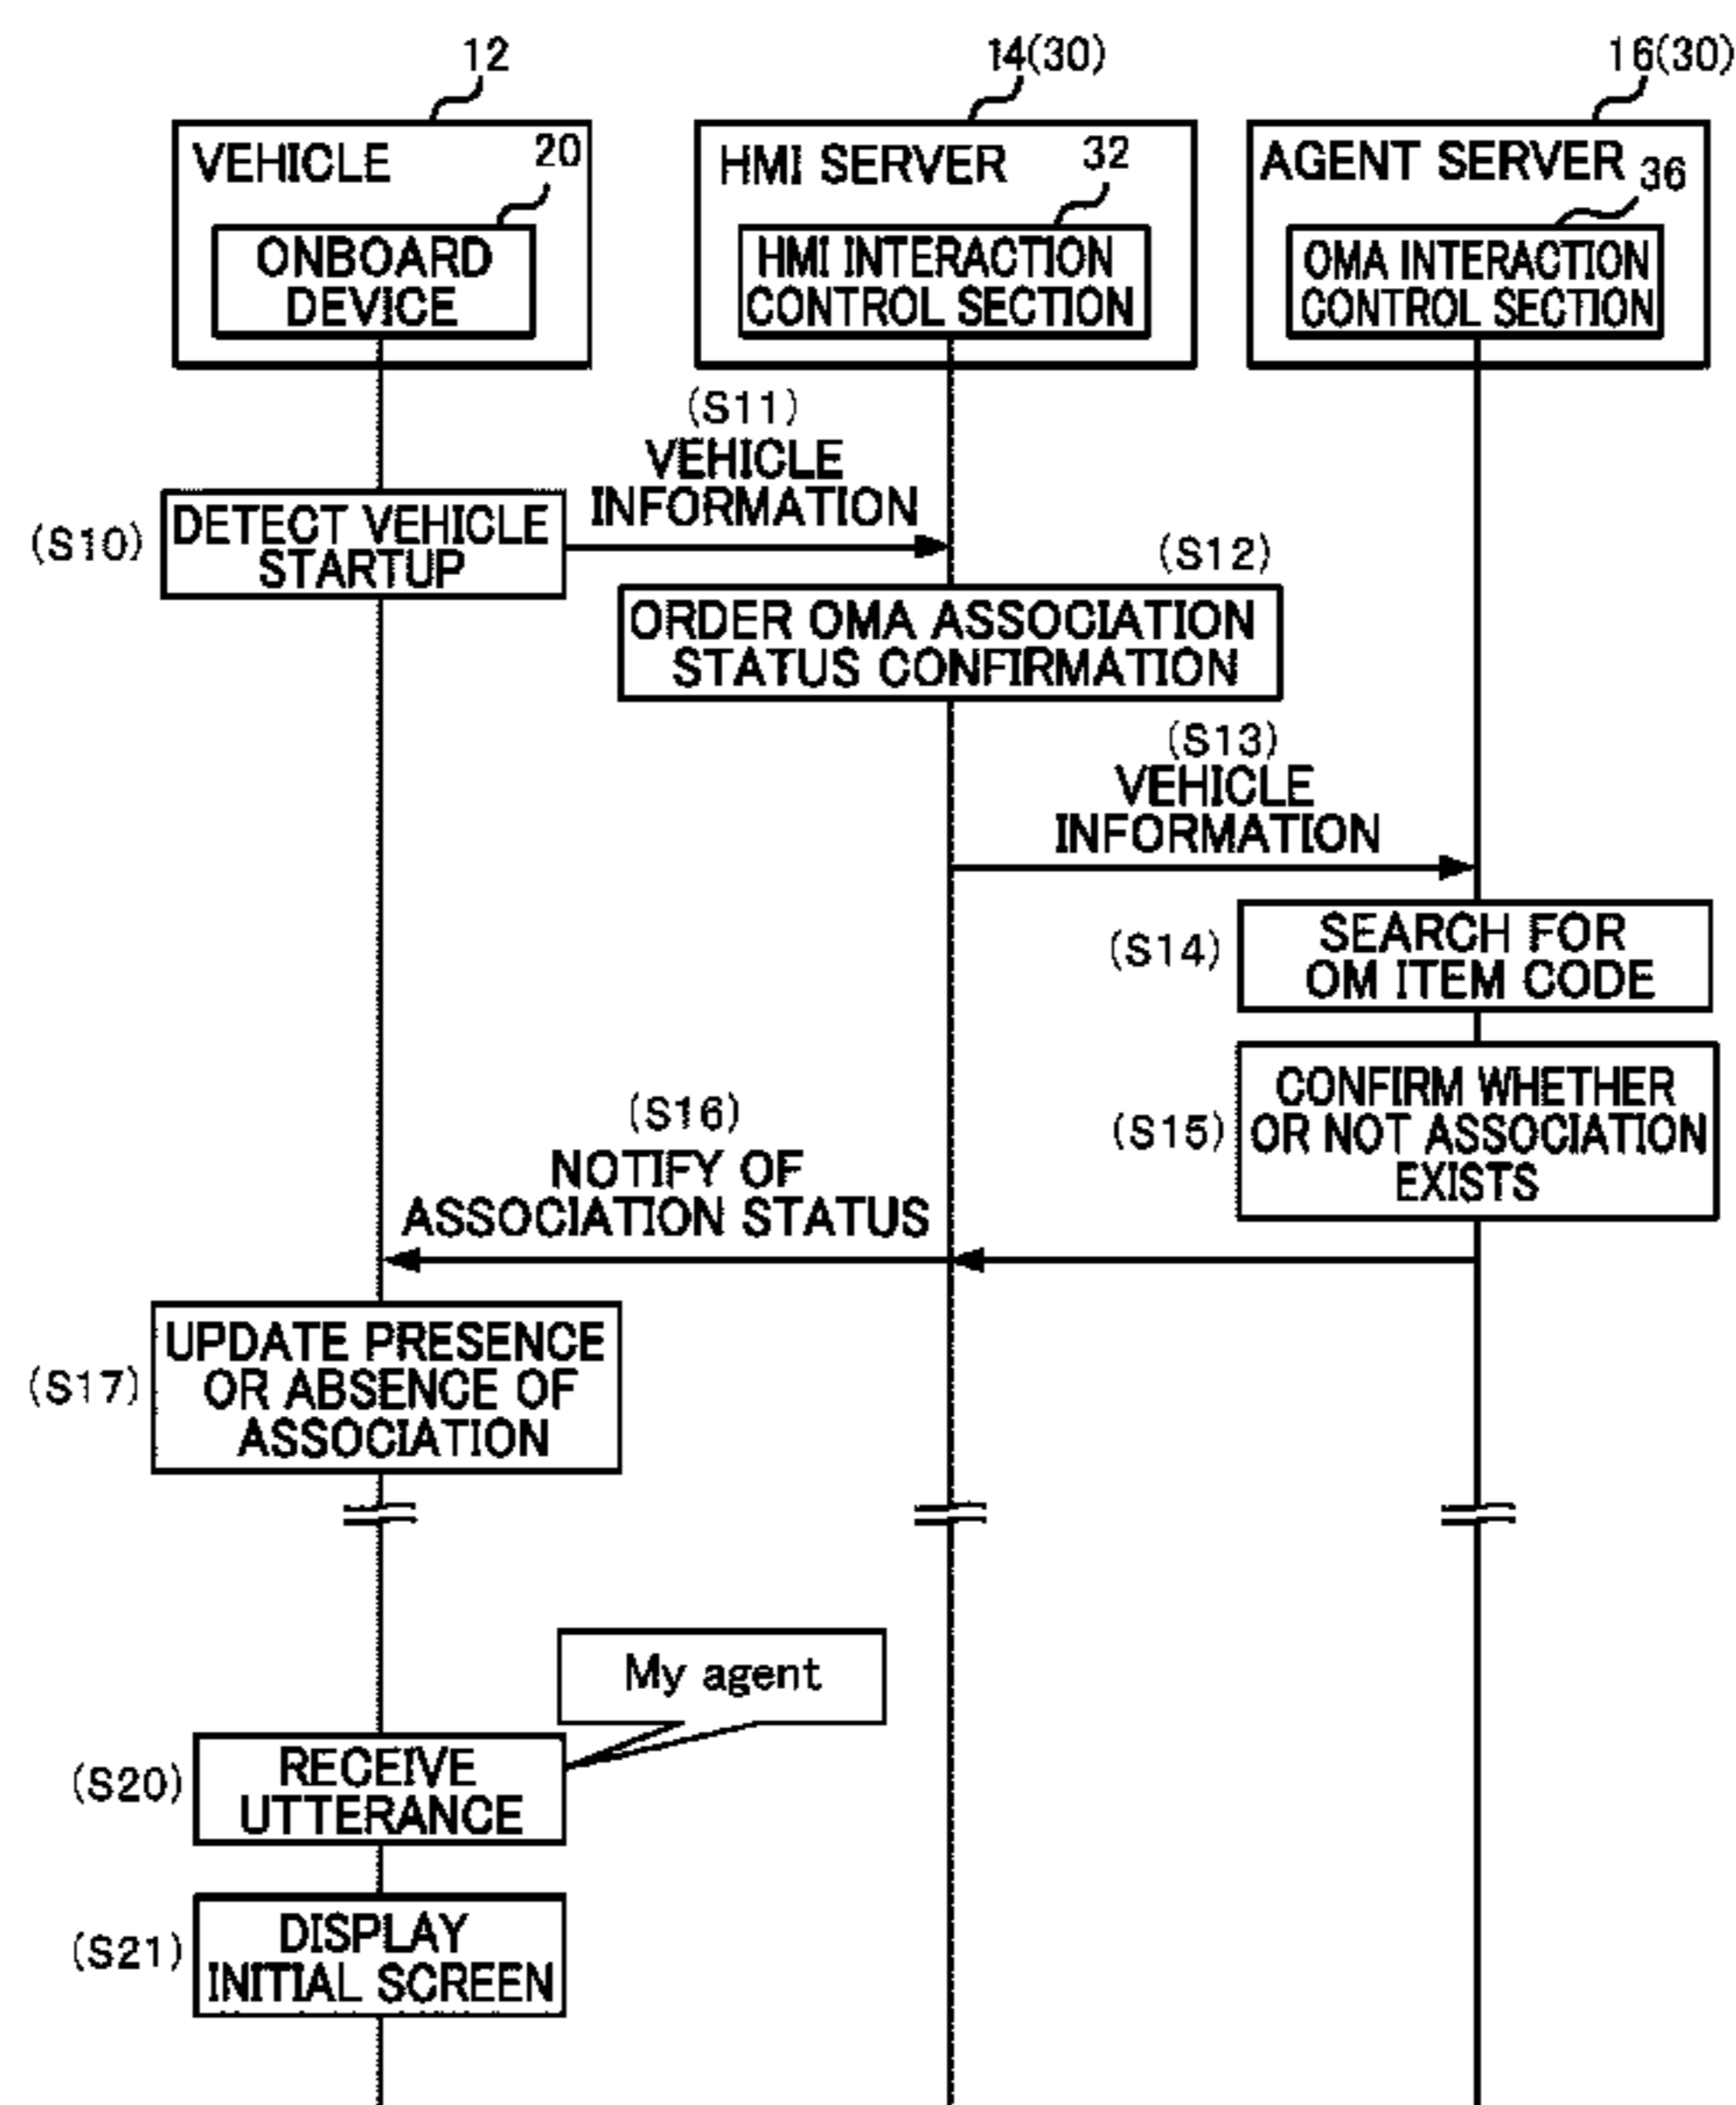 12
14(30)
16(30)
VEHICLE
20
HMI SERVER
32
AGENT SERVER
36
ONBOARD
DEVICE
HMI INTERACTION
CONTROL SECTION
OMA INTERACTION
CONTROL SECTION
(S11)
VEHICLE
INFORMATION
(S10)
DETECT VEHICLE
STARTUP
(S12)
ORDER OMA ASSOCIATION
STATUS CONFIRMATION
(S13)
VEHICLE
INFORMATION
(S14)
SEARCH FOR
OM ITEM CODE
(S15)
CONFIRM WHETHER
OR NOT ASSOCIATION
EXISTS
(S16)
NOTIFY OF
ASSOCIATION STATUS
(S17)
UPDATE PRESENCE
OR ABSENCE OF
ASSOCIATION
My agent
(S20)
RECEIVE
UTTERANCE
(S21)
DISPLAY
INITIAL SCREEN